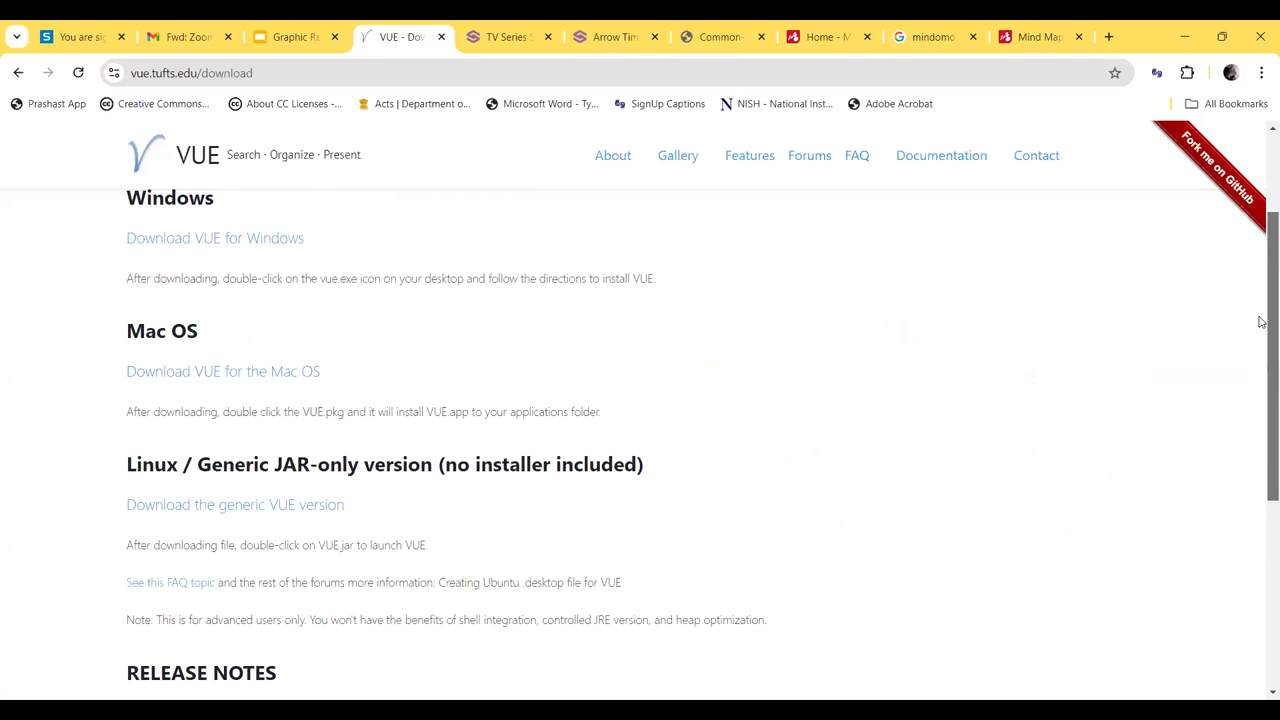 You are sig
Fwd: Zoom
Graphic Re
VUE - Dow
TV Series S
Arrow Tim
Common-
Home - M
mindomo
Mind Map
vue.tufts.edu/download
Prashast App
Creative Commons...
About CC Licenses -...
Acts | Department o...
Microsoft Word - Ty...
SignUp Captions
NISH - National Inst...
Adobe Acrobat
All Bookmarks
VUE Search · Organize · Present
About Gallery Features Forums FAQ Documentation Contact
Fork me on GitHub
Windows
Download VUE for Windows
After downloading, double-click on the vue.exe icon on your desktop and follow the directions to install VUE.
Mac OS
Download VUE for the Mac OS
After downloading, double click the VUE.pkg and it will install VUE.app to your applications folder.
Linux / Generic JAR-only version (no installer included)
Download the generic VUE version
After downloading file, double-click on VUE.jar to launch VUE.
See this FAQ topic and the rest of the forums more information: Creating Ubuntu .desktop file for VUE
Note: This is for advanced users only. You won't have the benefits of shell integration, controlled JRE version, and heap optimization.
RELEASE NOTES